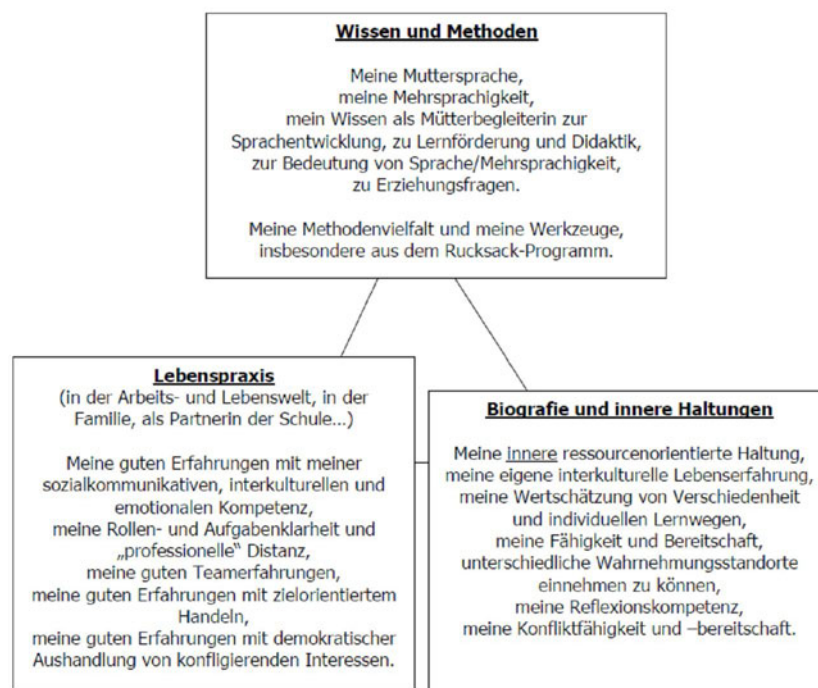 Wissen und Methoden
Meine Muttersprache,
meine Mehrsprachigkeit,
mein Wissen als Mütterbegleiterin zur
Sprachentwicklung, zu Lernförderung und Didaktik,
zur Bedeutung von Sprache/Mehrsprachigkeit,
zu Erziehungsfragen.
Meine Methodenvielfalt und meine Werkzeuge,
insbesondere aus dem Rucksack-Programm.
Lebenspraxis
(in der Arbeits- und Lebenswelt, in der
Familie, als Partnerin der Schule...)
Meine guten Erfahrungen mit meiner
sozialkommunikativen, interkulturellen und
emotionalen Kompetenz,
meine Rollen- und Aufgabenklarheit und
„professionelle“ Distanz,
meine guten Teamerfahrungen,
meine guten Erfahrungen mit zielorientiertem
Handeln,
meine guten Erfahrungen mit demokratischer
Aushandlung von konfligierenden Interessen.
Biografie und innere Haltungen
Meine innere ressourcenorientierte Haltung,
meine eigene interkulturelle Lebenserfahrung,
meine Wertschätzung von Verschiedenheit
und individuellen Lernwegen,
meine Fähigkeit und Bereitschaft,
unterschiedliche Wahrnehmungsstandorte
einnehmen zu können,
meine Reflexionskompetenz,
meine Konfliktfähigkeit und –bereitschaft.